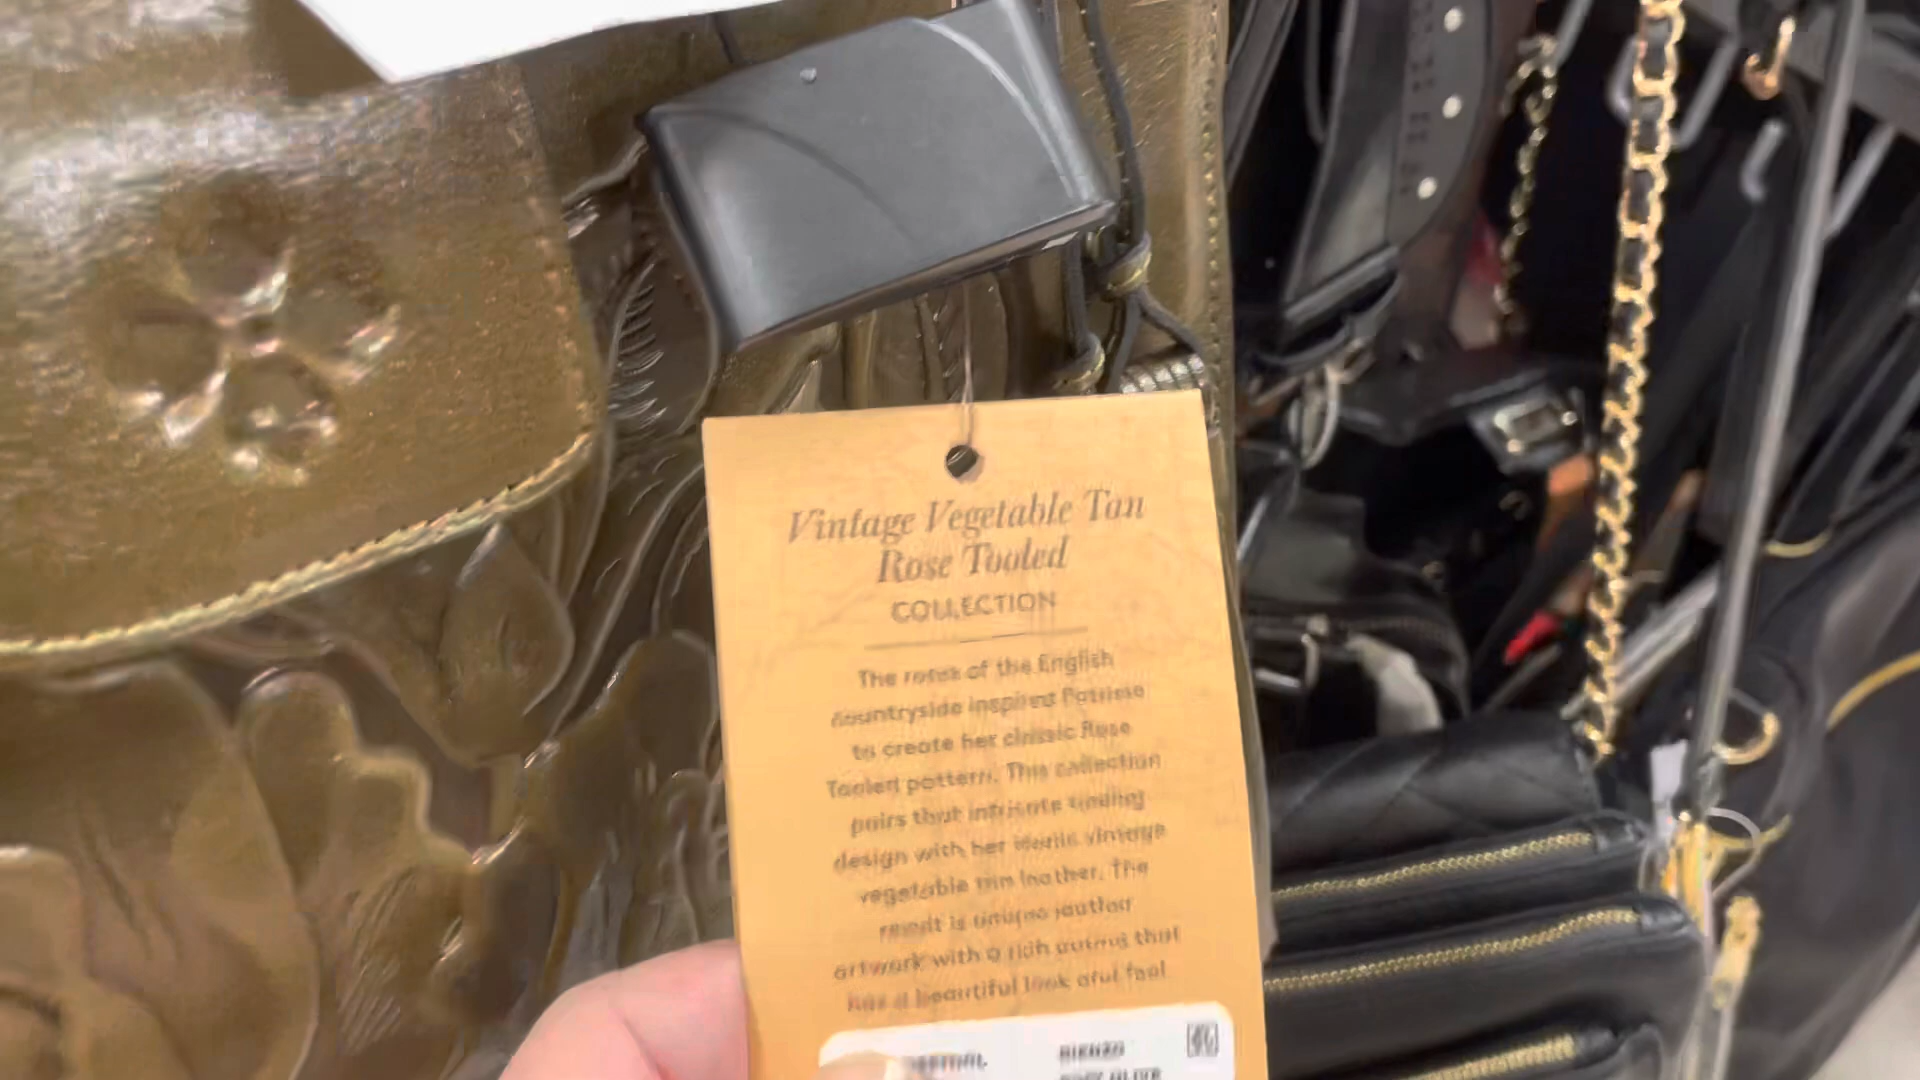 Vintage Vegetable Tan
Rose Tooled
COLLECTION
The roses of the English
countryside inspired Patricia
to create her classic Rose
Tooled pattern. This collection
pairs that intricate tooling
design with her iconic vintage
vegetable tan leather. The
result is unique leather
artwork with a rich patina that
has a beautiful look and feel
RIENZO